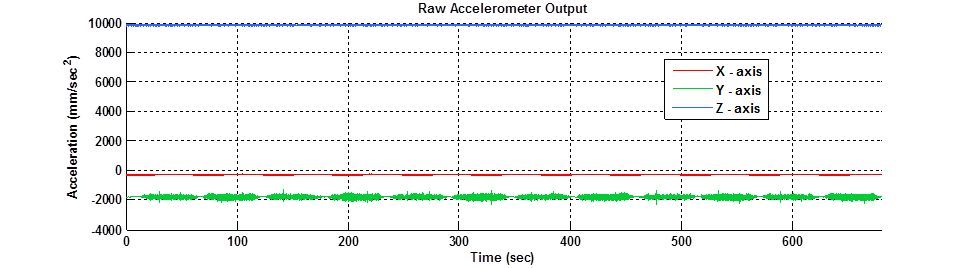 Raw Accelerometer Output
10000
8000
6000
4000
2000
0
-2000
-4000
Acceleration (mm/sec²)
X - axis
Y - axis
Z - axis
0 100 200 300 400 500 600
Time (sec)